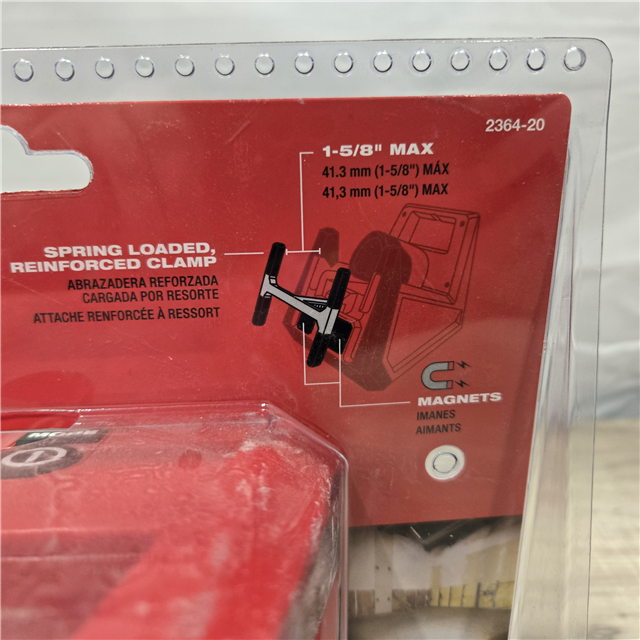 2364-20
1-5/8" MAX
41.3 mm (1-5/8") MÁX
41,3 mm (1-5/8") MAX
SPRING LOADED,
REINFORCED CLAMP
ABRAZADERA REFORZADA
CARGADA POR RESORTE
ATTACHE RENFORCÉE À RESSORT
MAGNETS
IMANES
AIMANTS
MODE